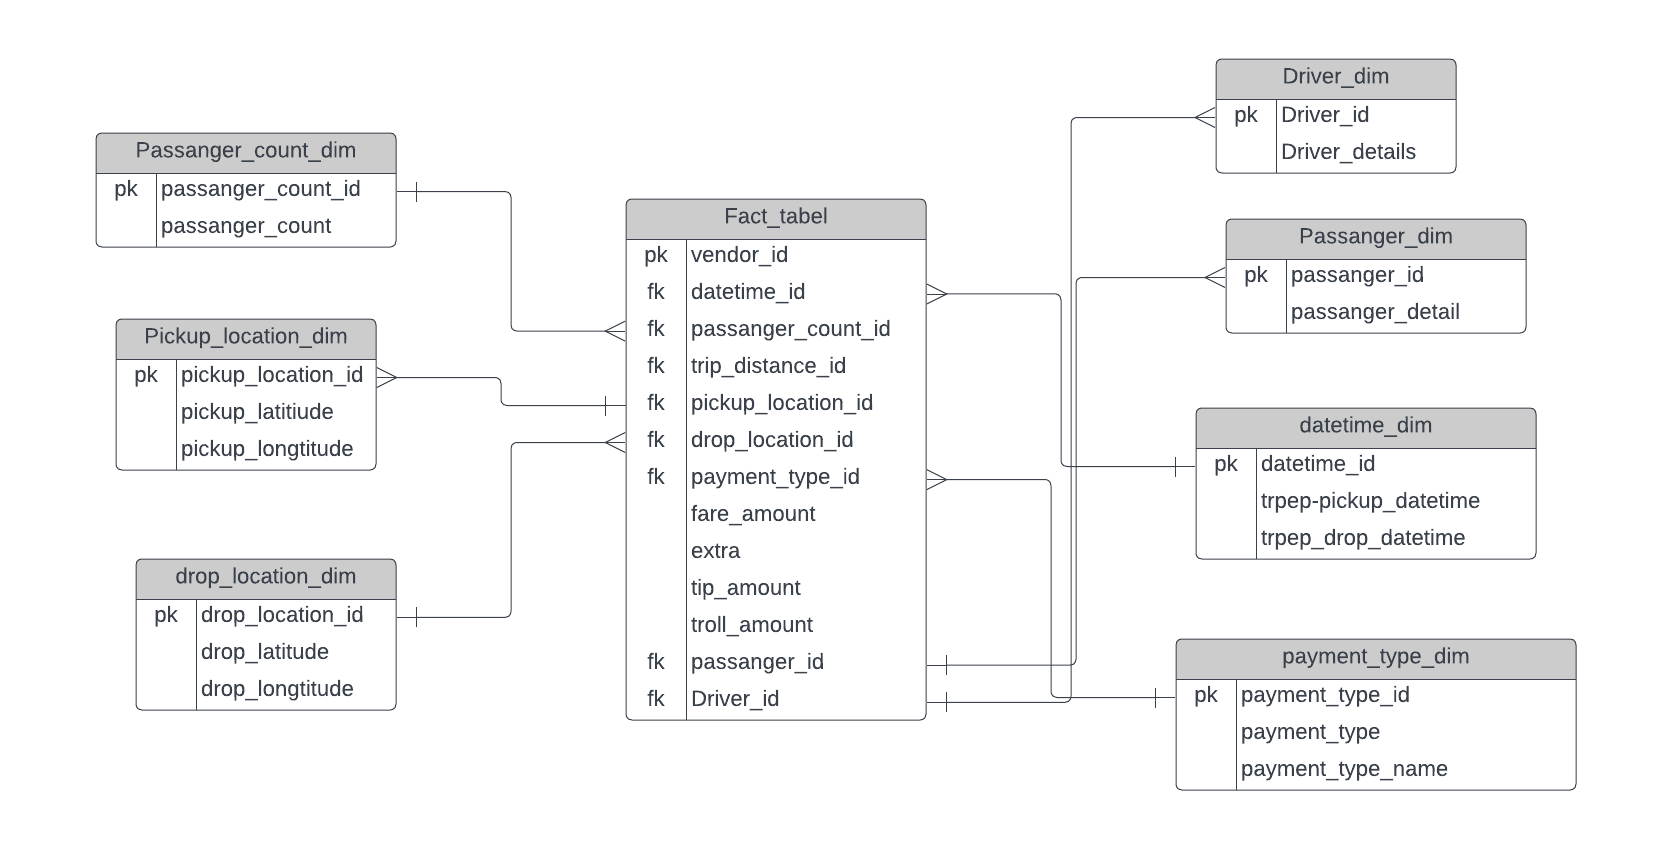 Passanger_count_dim
pk passanger_count_id
passanger_count
Pickup_location_dim
pk pickup_location_id
pickup_latitiude
pickup_longtitude
drop_location_dim
pk drop_location_id
drop_latitude
drop_longtitude
Fact_tabel
pk vendor_id
fk datetime_id
fk passanger_count_id
fk trip_distance_id
fk pickup_location_id
fk drop_location_id
fk payment_type_id
fare_amount
extra
tip_amount
troll_amount
fk passanger_id
fk Driver_id
Driver_dim
pk Driver_id
Driver_details
Passanger_dim
pk passanger_id
passanger_detail
datetime_dim
pk datetime_id
trpep-pickup_datetime
trpep_drop_datetime
payment_type_dim
pk payment_type_id
payment_type
payment_type_name